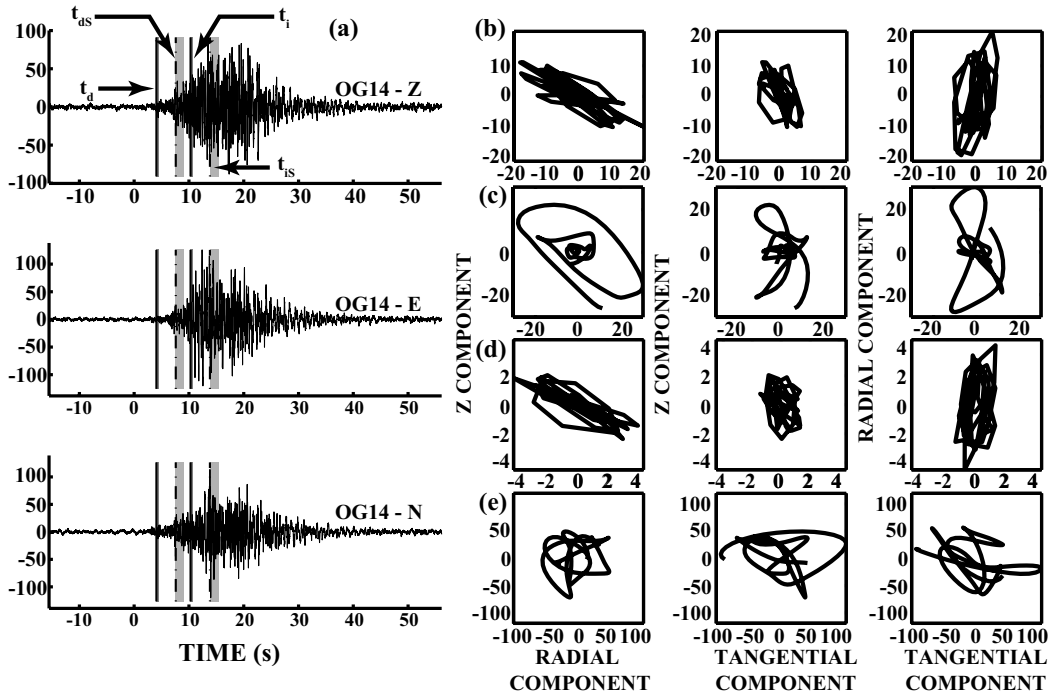 t_dS
t_i
(a)
100
50
0
-50
-100
t_d
OG14 - Z
t_iS
-10 0 10 20 30 40 50
100
50
0
-50
-100
OG14 - E
-10 0 10 20 30 40 50
100
50
0
-50
-100
OG14 - N
-10 0 10 20 30 40 50
TIME (s)
(b)
20
10
0
-10
-20
-20 -10 0 10 20
20
10
0
-10
-20
-20 -10 0 10 20
20
10
0
-10
-20
-20 -10 0 10 20
(c)
20
0
-20
-20 0 20
20
0
-20
-20 0 20
20
0
-20
-20 0 20
Z COMPONENT
Z COMPONENT
RADIAL COMPONENT
(d)
4
2
0
-2
-4
-4 -2 0 2 4
4
2
0
-2
-4
-4 -2 0 2 4
4
2
0
-2
-4
-4 -2 0 2 4
(e)
100
50
0
-50
-100
-100 -50 0 50 100
100
50
0
-50
-100
-100 -50 0 50 100
100
50
0
-50
-100
-100 -50 0 50 100
RADIAL
COMPONENT
TANGENTIAL
COMPONENT
TANGENTIAL
COMPONENT